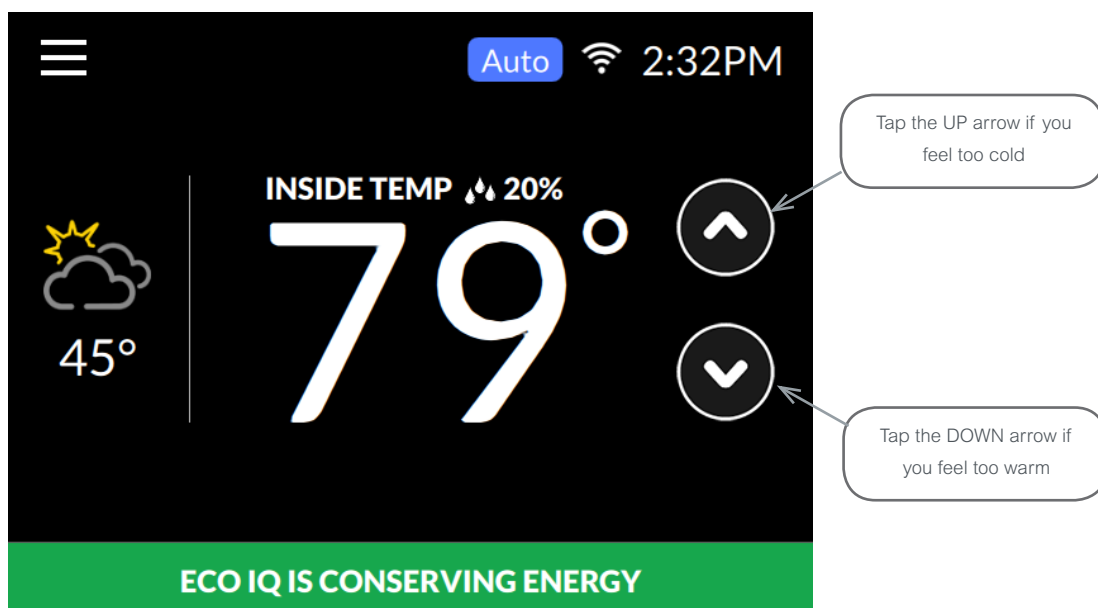 Auto 2:32PM
Tap the UP arrow if you
feel too cold
INSIDE TEMP 20%
79°
45°
Tap the DOWN arrow if
you feel too warm
ECO IQ IS CONSERVING ENERGY